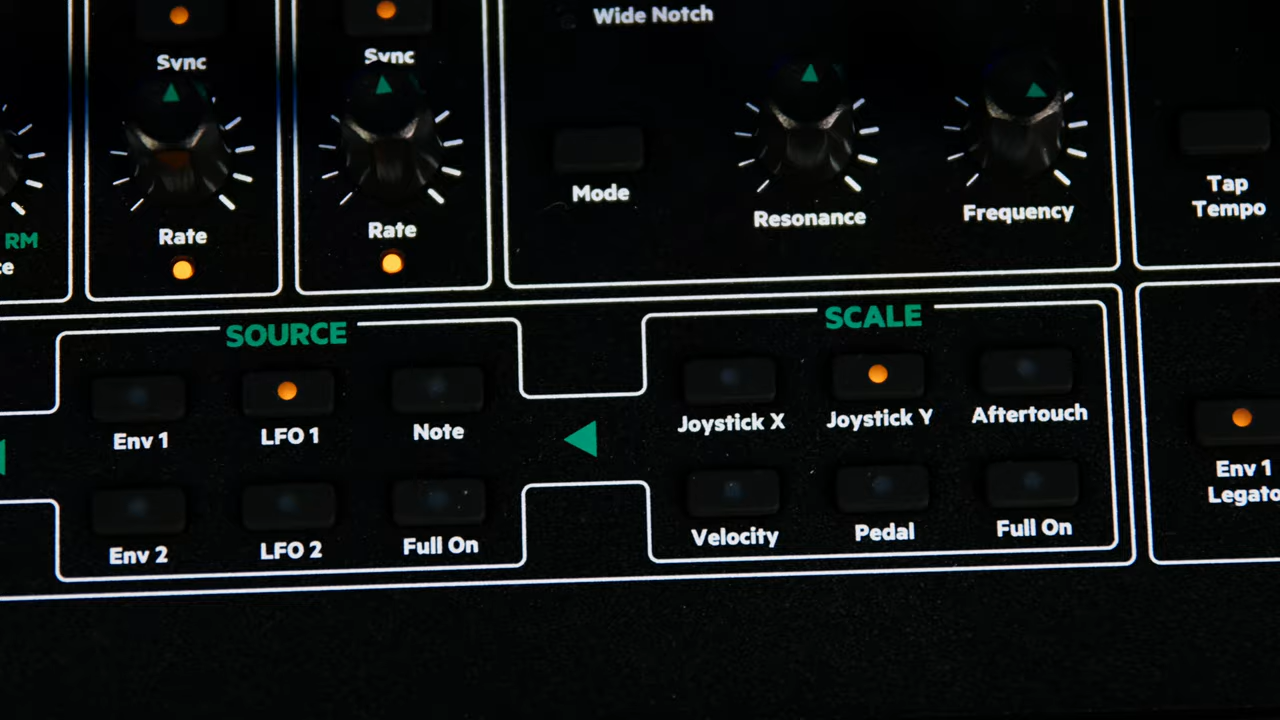 Wide Notch
Sync
Sync
Mode
Resonance
Frequency
Tap
Tempo
Rate
Rate
RM
SOURCE
SCALE
Env 1
LFO 1
Note
Joystick X
Joystick Y
Aftertouch
Env 2
LFO 2
Full On
Velocity
Pedal
Full On
Env 1
Legato